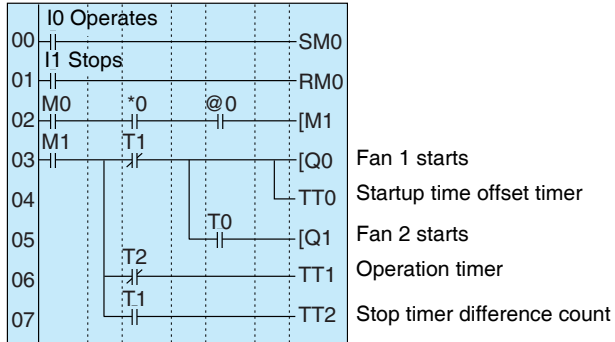 I0 Operates
00 SM0
I1 Stops
01 RM0
M0 *0 @0
02 [M1
M1 T1
03 [Q0 Fan 1 starts
04 TT0 Startup time offset timer
T0
05 [Q1 Fan 2 starts
T2
06 TT1 Operation timer
T1
07 TT2 Stop timer difference count